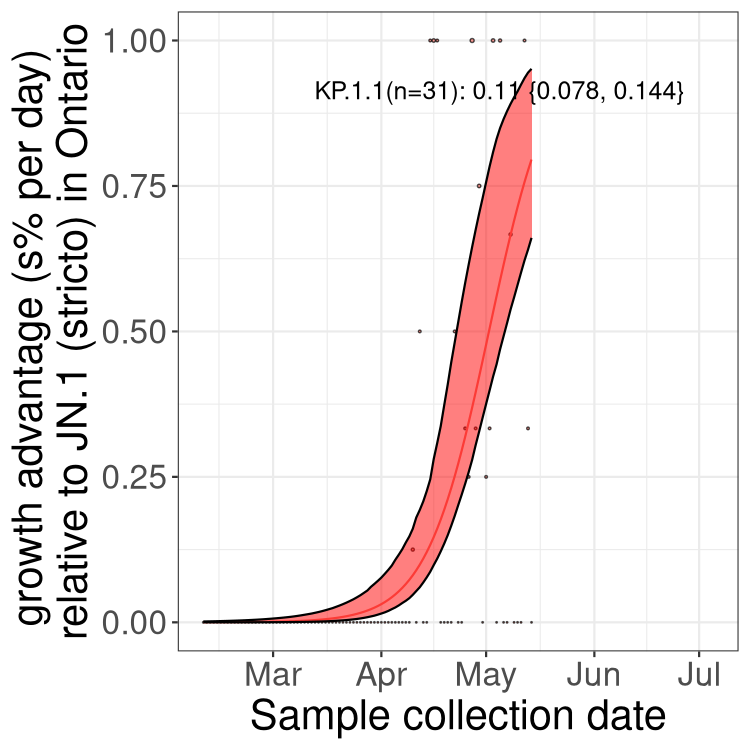 growth advantage (s% per day)
relative to JN.1 (stricto) in Ontario
1.00
0.75
0.50
0.25
0.00
KP.1.1(n=31): 0.11 {0.078, 0.144}
Mar
Apr
May
Jun
Jul
Sample collection date